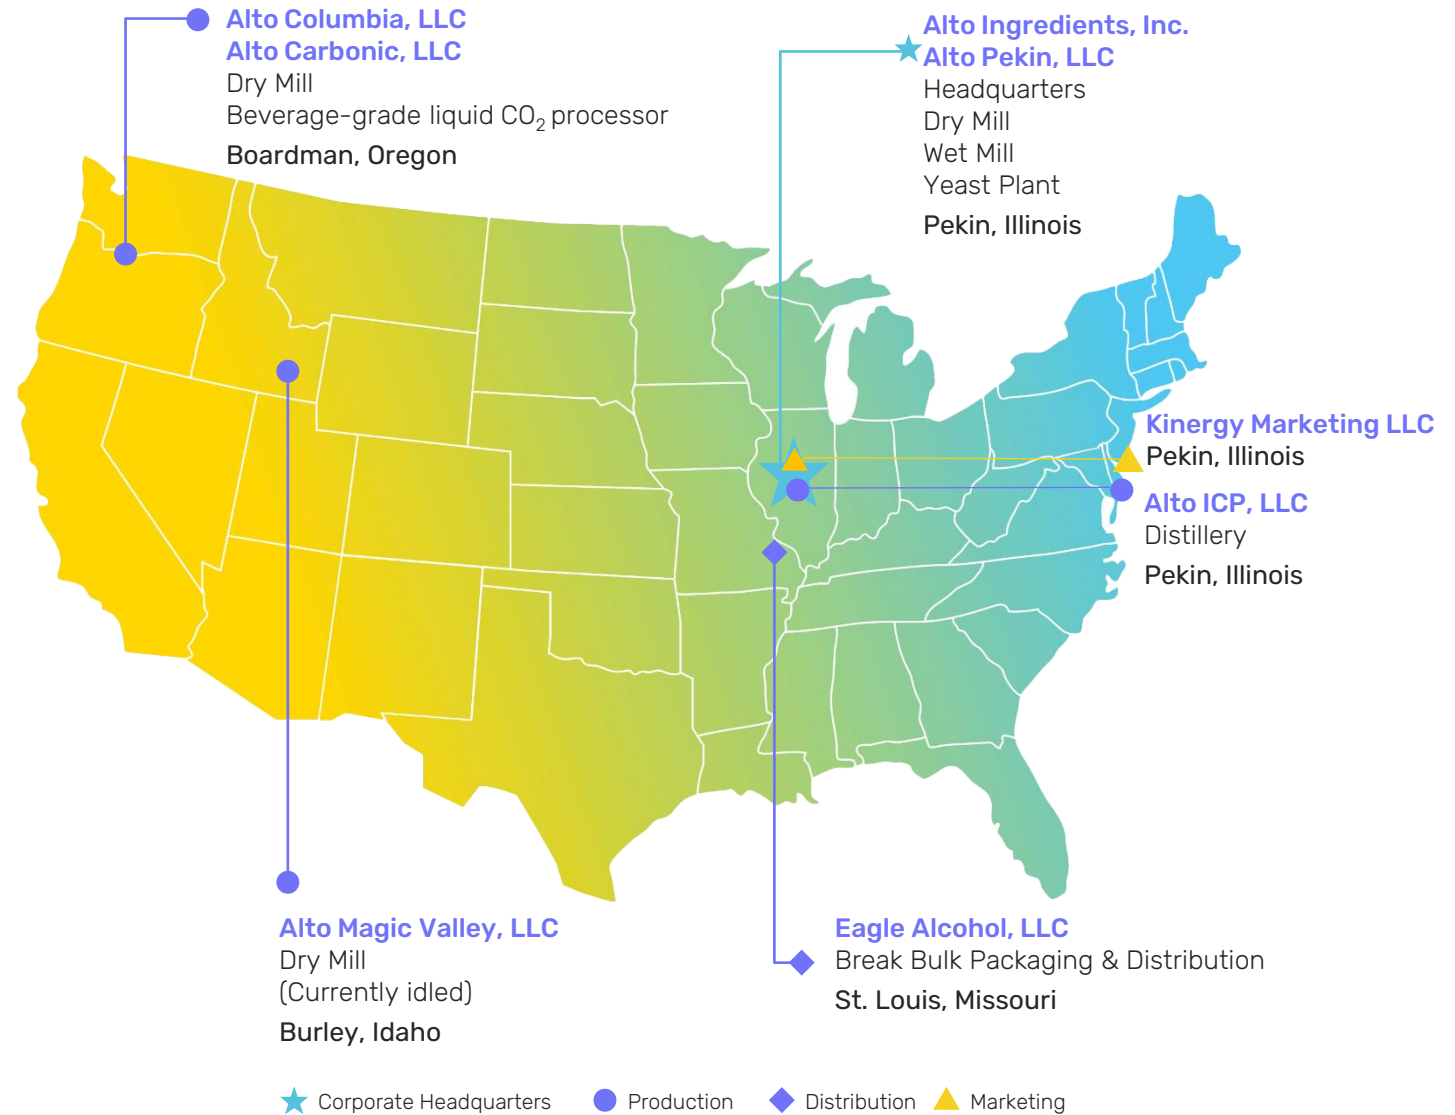 Alto Columbia, LLC
Alto Carbonic, LLC
Dry Mill
Beverage-grade liquid CO₂ processor
Boardman, Oregon
Alto Ingredients, Inc.
Alto Pekin, LLC
Headquarters
Dry Mill
Wet Mill
Yeast Plant
Pekin, Illinois
Kinergy Marketing LLC
Pekin, Illinois
Alto ICP, LLC
Distillery
Pekin, Illinois
Alto Magic Valley, LLC
Dry Mill
(Currently idled)
Burley, Idaho
Eagle Alcohol, LLC
Break Bulk Packaging & Distribution
St. Louis, Missouri
Corporate Headquarters
Production
Distribution
Marketing